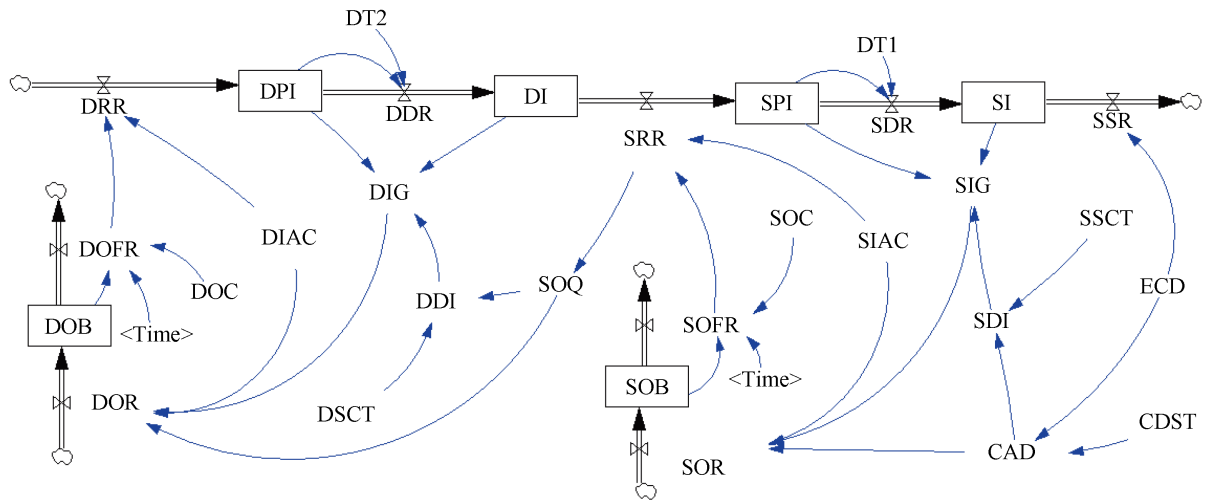 DT2
DT1
DPI
DI
SPI
SI
DRR
DDR
SDR
SSR
SRR
DIG
SIG
SOC
SSCT
DIAC
SIAC
DOFR
DOC
DDI
SOQ
ECD
DOB
<Time>
SOFR
SDI
<Time>
SOB
DOR
DSCT
CDST
CAD
SOR